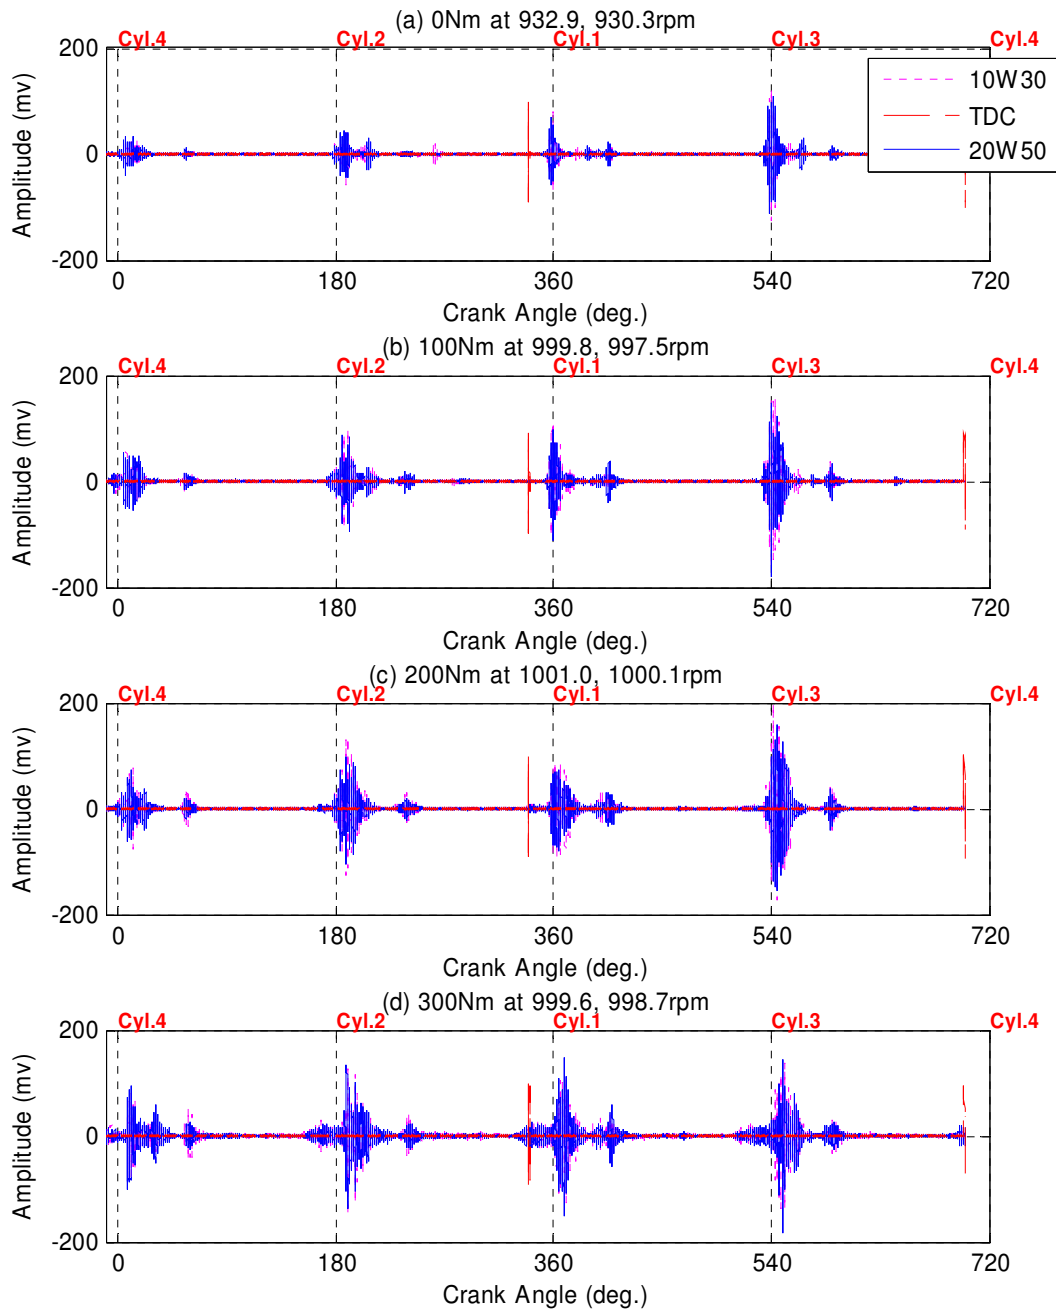 (a) 0Nm at 932.9, 930.3rpm
Cyl.4 Cyl.2 Cyl.1 Cyl.3 Cyl.4
200
0
-200
Amplitude (mv)
10W30
TDC
20W50
0 180 360 540 720
Crank Angle (deg.)
(b) 100Nm at 999.8, 997.5rpm
Cyl.4 Cyl.2 Cyl.1 Cyl.3 Cyl.4
200
0
-200
Amplitude (mv)
0 180 360 540 720
Crank Angle (deg.)
(c) 200Nm at 1001.0, 1000.1rpm
Cyl.4 Cyl.2 Cyl.1 Cyl.3 Cyl.4
200
0
-200
Amplitude (mv)
0 180 360 540 720
Crank Angle (deg.)
(d) 300Nm at 999.6, 998.7rpm
Cyl.4 Cyl.2 Cyl.1 Cyl.3 Cyl.4
200
0
-200
Amplitude (mv)
0 180 360 540 720
Crank Angle (deg.)